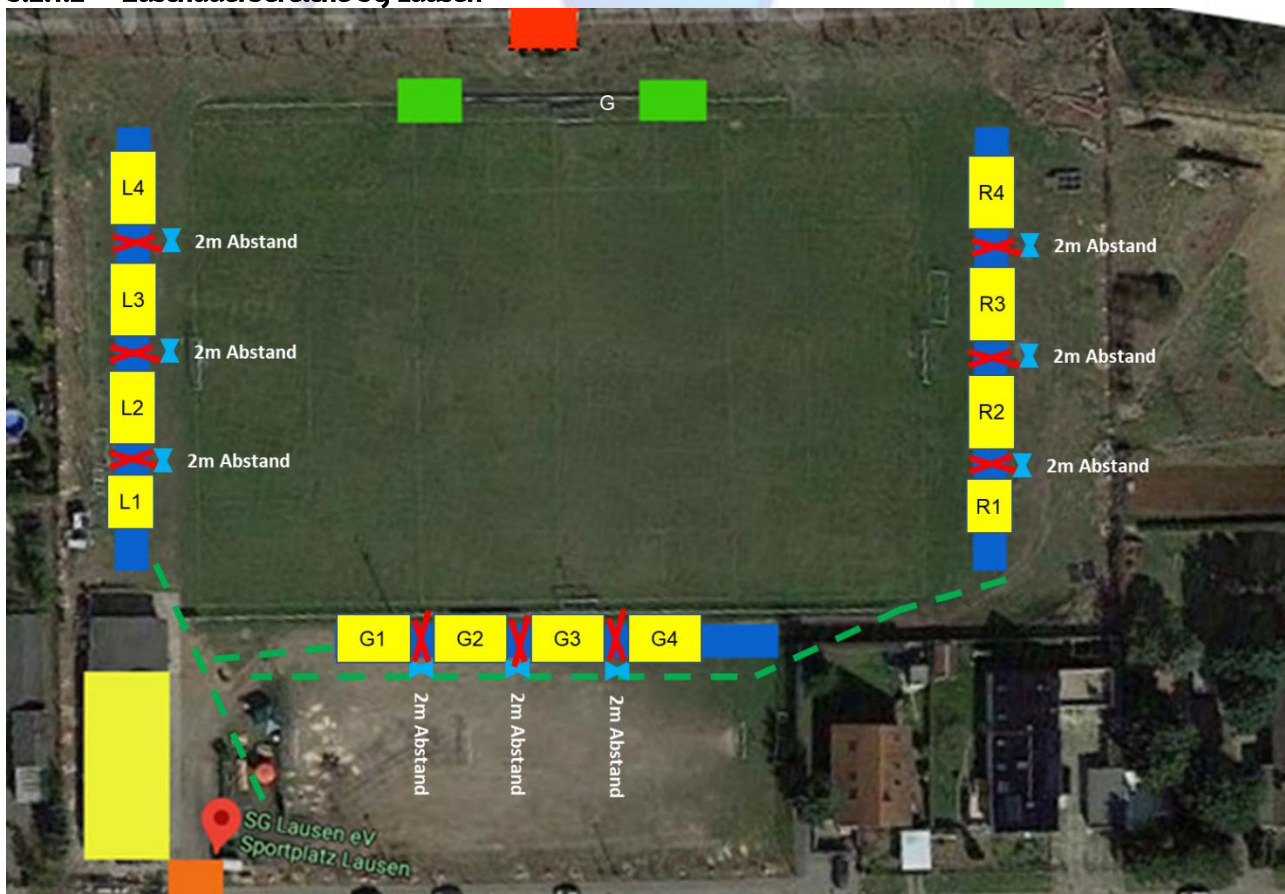 G
L4
R4
2m Abstand
2m Abstand
L3
R3
2m Abstand
2m Abstand
L2
R2
2m Abstand
2m Abstand
L1
R1
G1
G2
G3
G4
2m Abstand
2m Abstand
2m Abstand
SG Lausen eV
Sportplatz Lausen